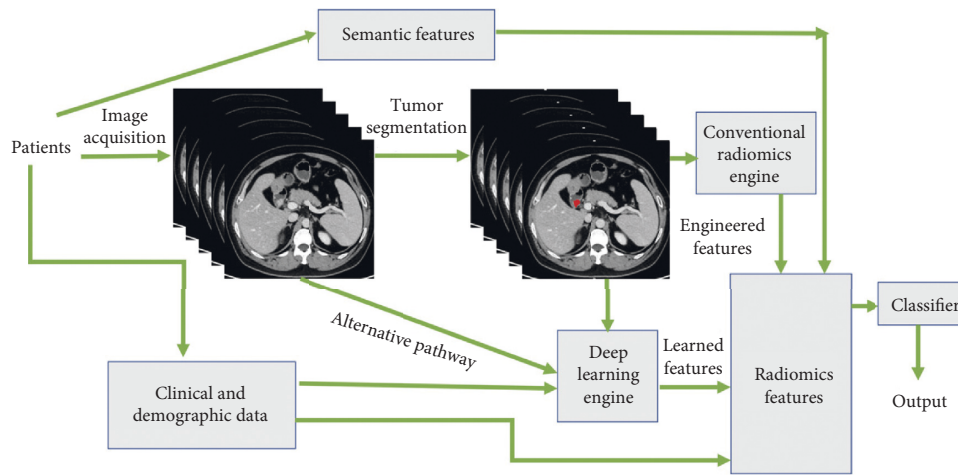 Semantic features
Image
acquisition
Tumor
segmentation
Patients
Conventional
radiomics
engine
Engineered
features
Alternative pathway
Clinical and
demographic data
Deep
learning
engine
Learned
features
Radiomics
features
Classifier
Output